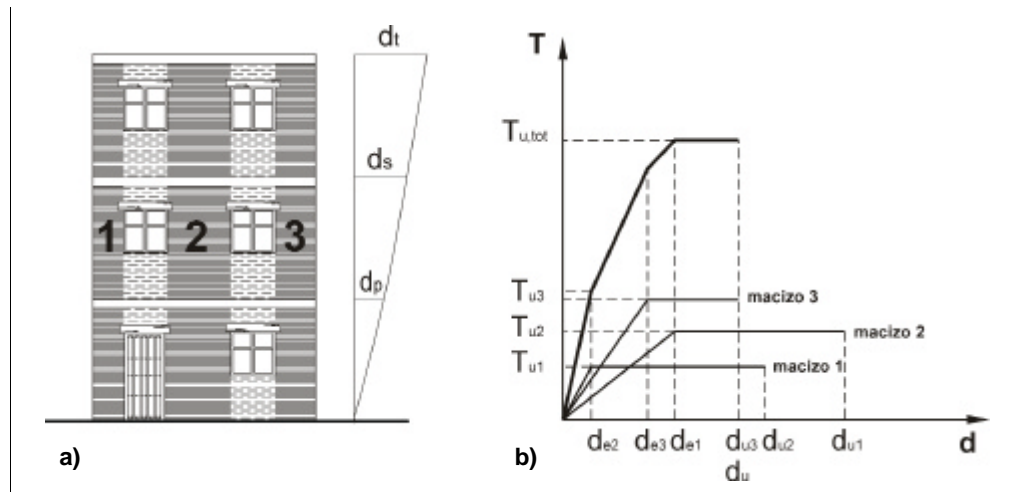 dt
ds
dp
1 2 3
a)
T
Tu,tot
Tu3
Tu2
Tu1
macizo 3
macizo 2
macizo 1
de2 de3 de1 du3 du2 du1 d
du
b)